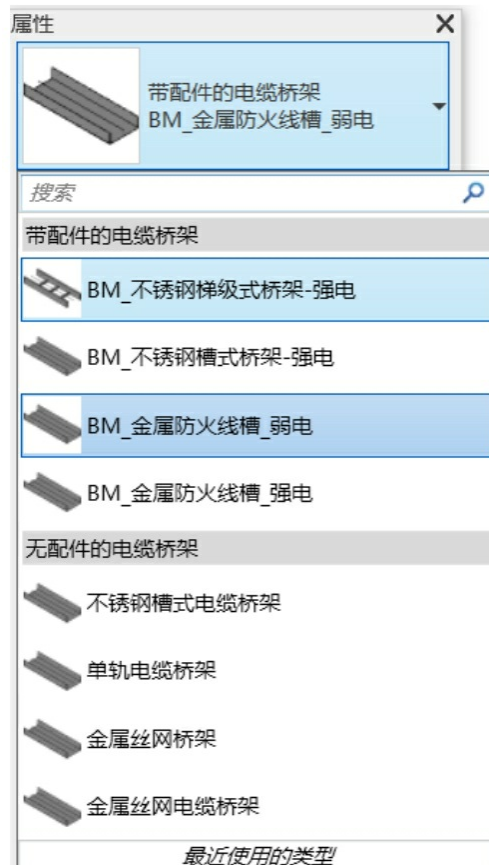 属性
带配件的电缆桥架
BM_金属防火线槽_弱电
搜索
带配件的电缆桥架
BM_不锈钢梯级式桥架-强电
BM_不锈钢槽式桥架-强电
BM_金属防火线槽_弱电
BM_金属防火线槽_强电
无配件的电缆桥架
不锈钢槽式电缆桥架
单轨电缆桥架
金属丝网桥架
金属丝网电缆桥架
最近使用的类型